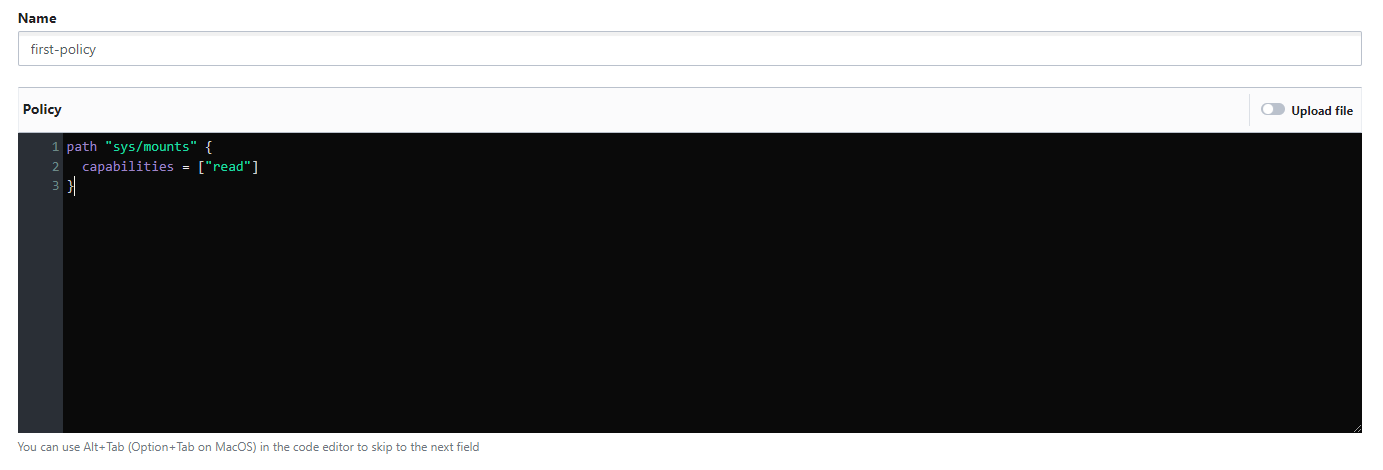 Name
first-policy
Policy
Upload file
1 path "sys/mounts" {
2   capabilities = ["read"]
3 }
You can use Alt+Tab (Option+Tab on MacOS) in the code editor to skip to the next field